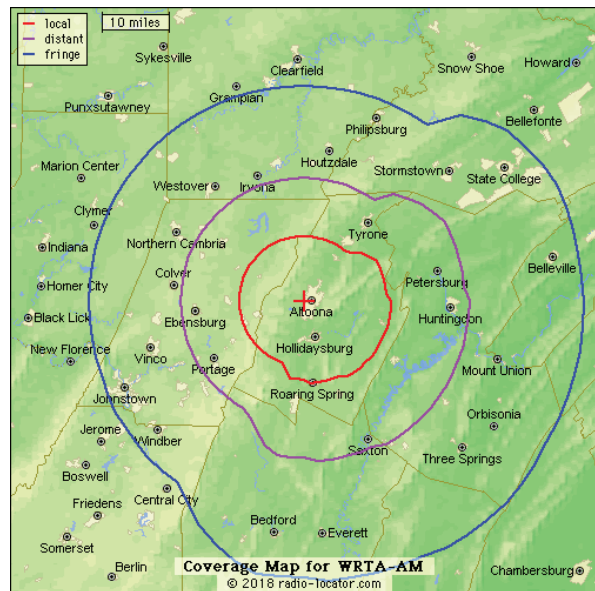 local
distant
fringe
10 miles
Sykesville
Clearfield
Snow Shoe
Howard
Grampian
Punxsutawney
Philipsburg
Bellefonte
Houtzdale
Marion Center
Westover
Irvona
Stormstown
State College
Clymer
Northern Cambria
Tyrone
Indiana
Belleville
Homer City
Colver
Petersburg
Altoona
Black Lick
Ebensburg
Huntingdon
Hollidaysburg
New Florence
Vinco
Portage
Mount Union
Johnstown
Roaring Spring
Orbisonia
Jerome
Windber
Saxton
Three Springs
Boswell
Central City
Friedens
Bedford
Everett
Somerset
Berlin
Chambersburg
Coverage Map for WRTA-AM
© 2018 radio-locator.com